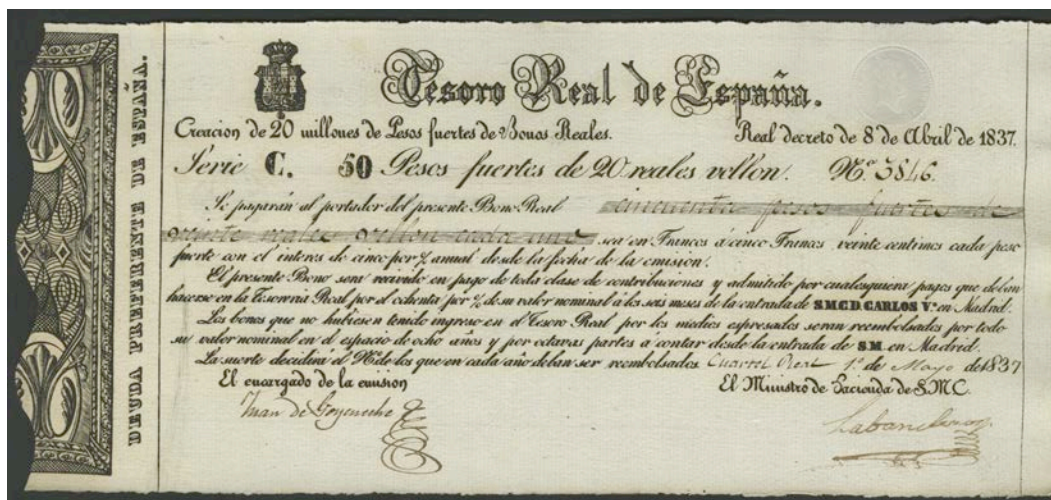 DEUDA PREFERENTE DE ESPAÑA.
Tesoro Real de España.
Creacion de 20 millones de Pesos fuertes de Bonos Reales.
Real decreto de 8 de Abril de 1837.
Série C. 50 Pesos fuertes de 20 reales vellon. Nº 3846.
Se pagarán al portador del presente Bono Real cincuenta pesos fuertes de
veinte reales vellon cada uno sea en Francos á cinco Francos veinte centimos cada peso
fuerte con el interes de cinco por % anual desde la fecha de la emision.
El presente Bono sera recivido en pago de toda clase de contribuciones y admitido por cualesquiera pagos que deban
hacerse en la Tesorria Real por el ochenta por % de su valor nominal a los seis meses de la entrada de S.M.C.D. CARLOS Vº en Madrid.
Los bonos que no hubiesen tenido ingreso en el Tesoro Real por los medios espresados seran reembolsados por todo
su valor nominal en el espacio de ocho anos y por octavas partes a contar desde la entrada de S.M. en Madrid.
La suerte decidirá el Nº de los que en cada año deban ser reembolsados Cuartel Real 1º de Mayo de 1837
El encargado de la emision
El Ministro de Hacienda de S.M.C.
Juan de Goyeneche
Labandero